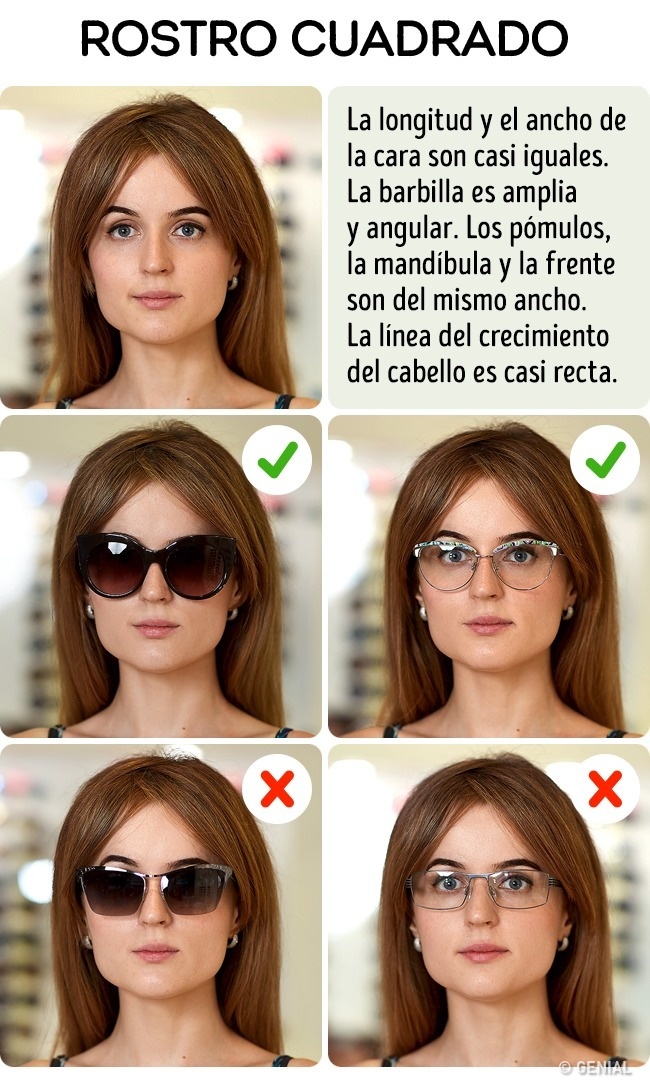 ROSTRO CUADRADO
La longitud y el ancho de
la cara son casi iguales.
La barbilla es amplia
y angular. Los pómulos,
la mandíbula y la frente
son del mismo ancho.
La línea del crecimiento
del cabello es casi recta.
© GENIAL